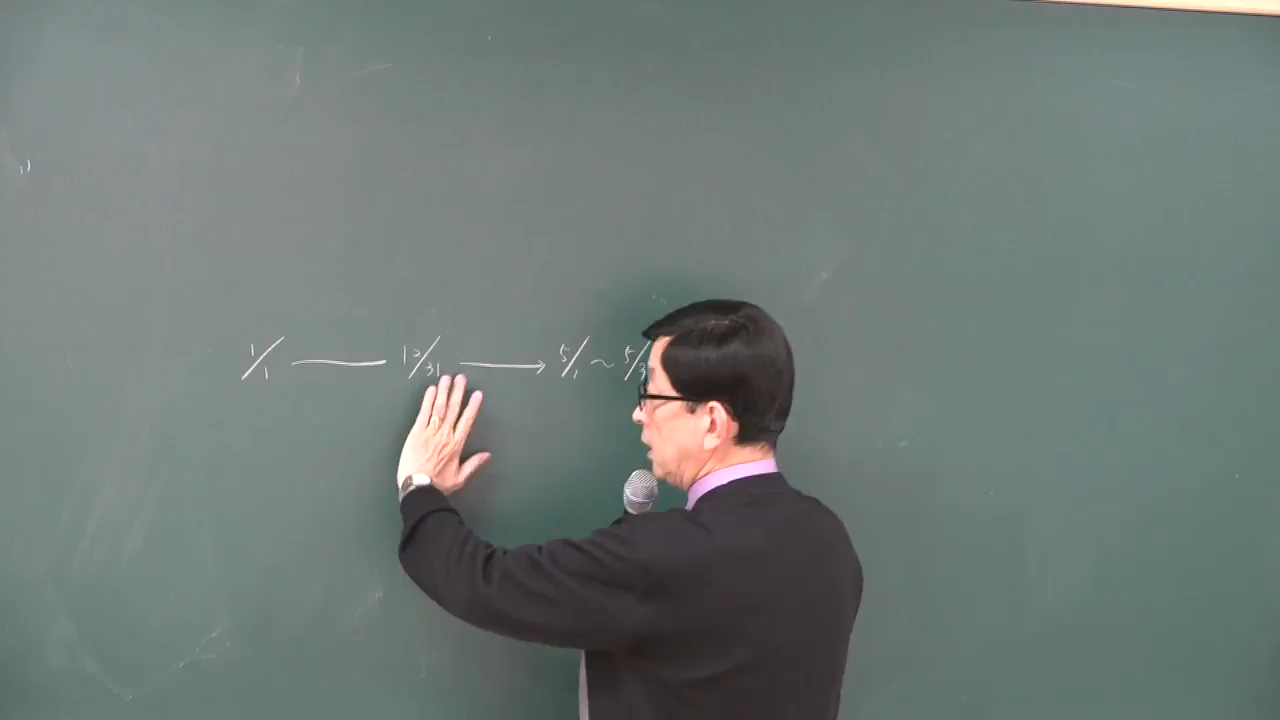 1/1 —— 12/31 ——→ 5/1 ~ 5/3